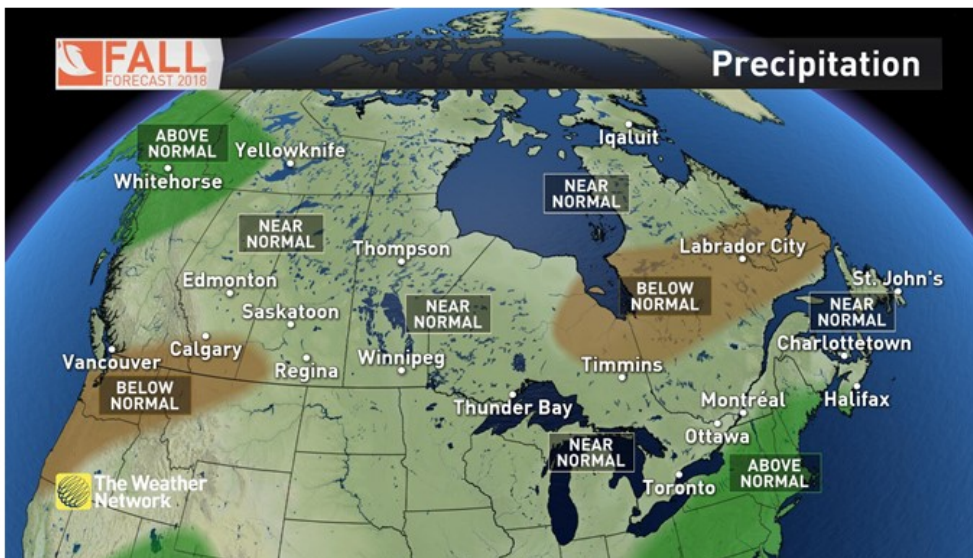 FALL
FORECAST 2018
Precipitation
ABOVE
NORMAL
Yellowknife
Whitehorse
Iqaluit
NEAR
NORMAL
NEAR
NORMAL
Thompson
Labrador City
Edmonton
Saskatoon
NEAR
NORMAL
BELOW
NORMAL
St. John's
NEAR
NORMAL
Vancouver
Calgary
Regina
Winnipeg
Timmins
Charlottetown
BELOW
NORMAL
Thunder Bay
Montréal
Halifax
Ottawa
NEAR
NORMAL
Toronto
ABOVE
NORMAL
The Weather
Network